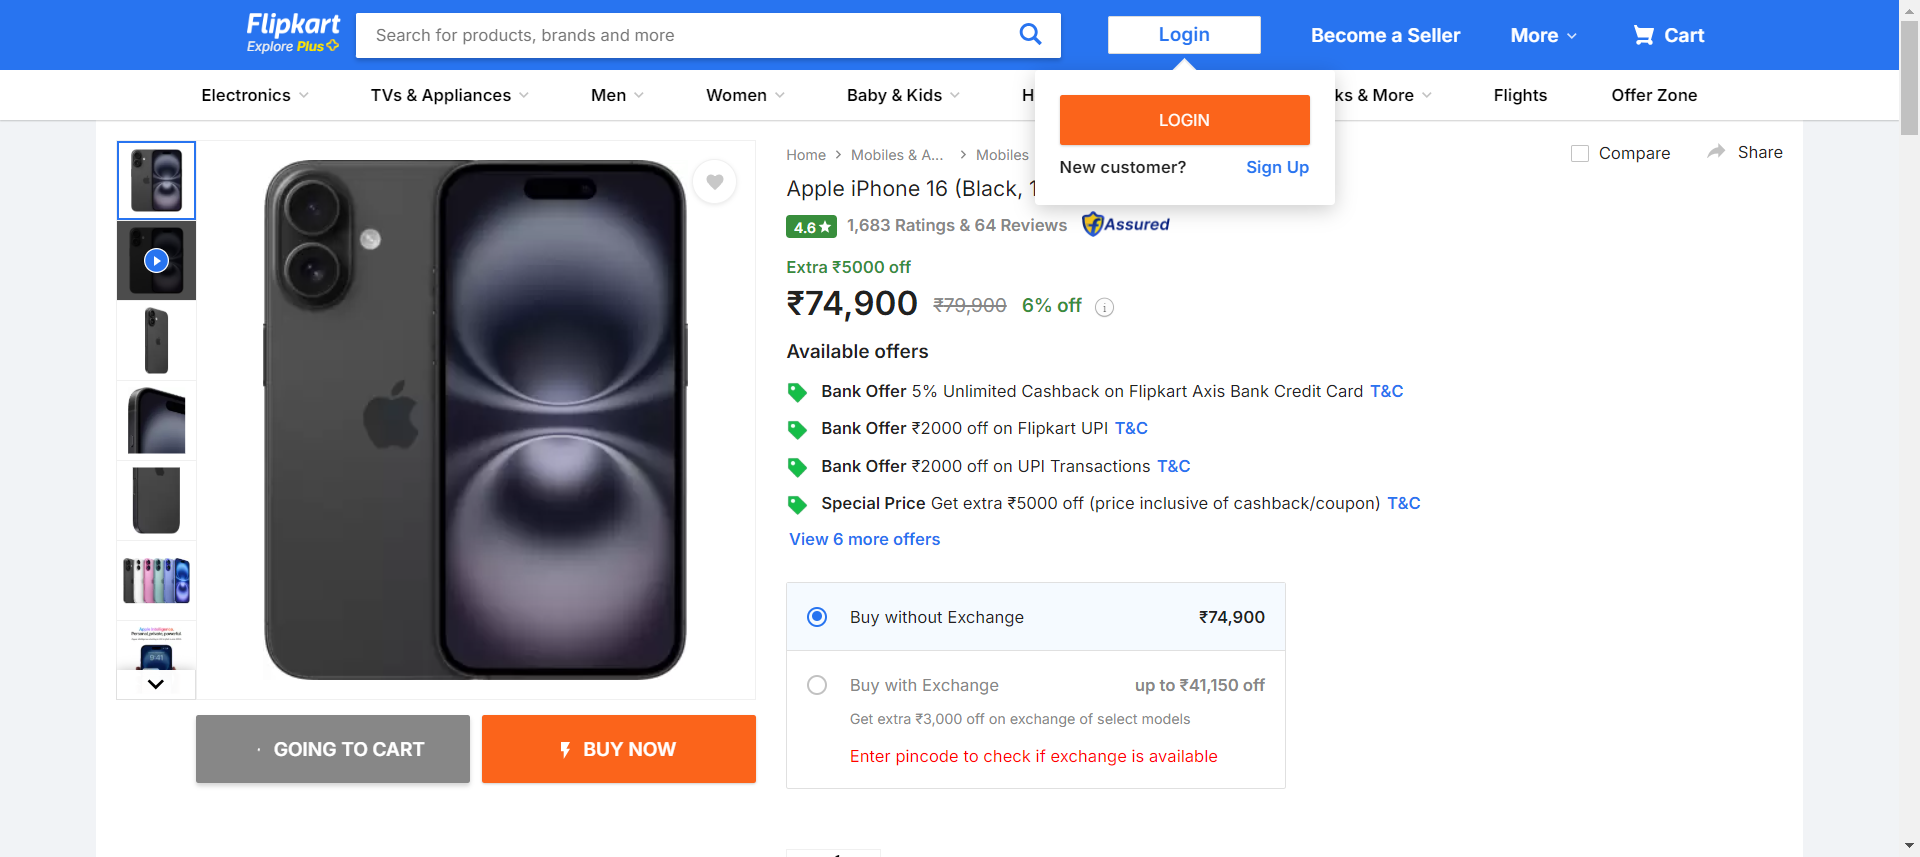 Flipkart
Explore Plus
Search for products, brands and more
Login
Become a Seller
More
Cart
Electronics
TVs & Appliances
Men
Women
Baby & Kids
H
ks & More
Flights
Offer Zone
LOGIN
New customer? Sign Up
Home
Mobiles & A...
Mobiles
Compare
Share
Apple iPhone 16 (Black, 1
4.6
1,683 Ratings & 64 Reviews
Assured
Extra ₹5000 off
₹74,900 ₹79,900 6% off
Available offers
Bank Offer 5% Unlimited Cashback on Flipkart Axis Bank Credit Card T&C
Bank Offer ₹2000 off on Flipkart UPI T&C
Bank Offer ₹2000 off on UPI Transactions T&C
Special Price Get extra ₹5000 off (price inclusive of cashback/coupon) T&C
View 6 more offers
Buy without Exchange ₹74,900
Buy with Exchange up to ₹41,150 off
Get extra ₹3,000 off on exchange of select models
Enter pincode to check if exchange is available
GOING TO CART
BUY NOW